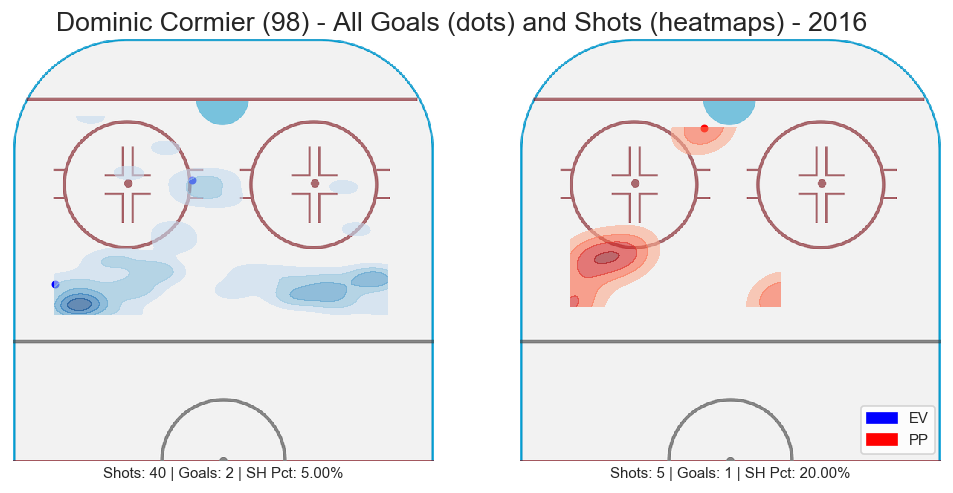 Dominic Cormier (98) - All Goals (dots) and Shots (heatmaps) - 2016
EV
PP
Shots: 40 | Goals: 2 | SH Pct: 5.00%
Shots: 5 | Goals: 1 | SH Pct: 20.00%